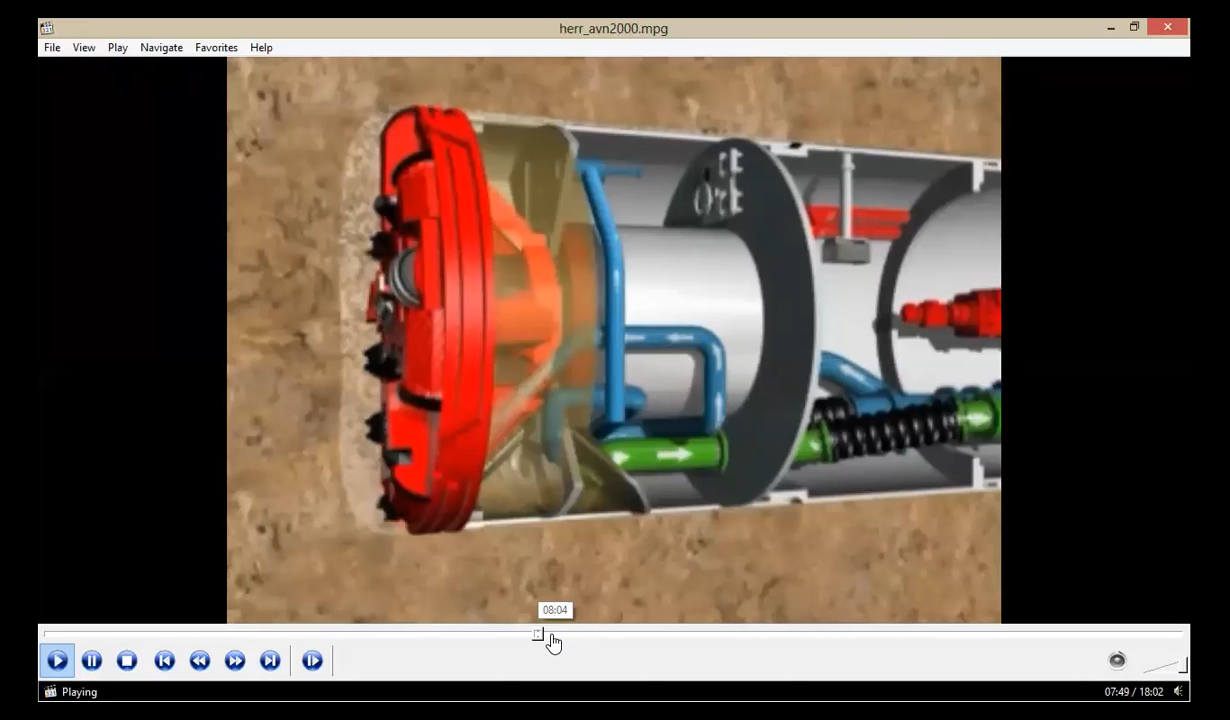 herr_avn2000.mpg
File View Play Navigate Favorites Help
08:04
Playing
07:49 / 18:02